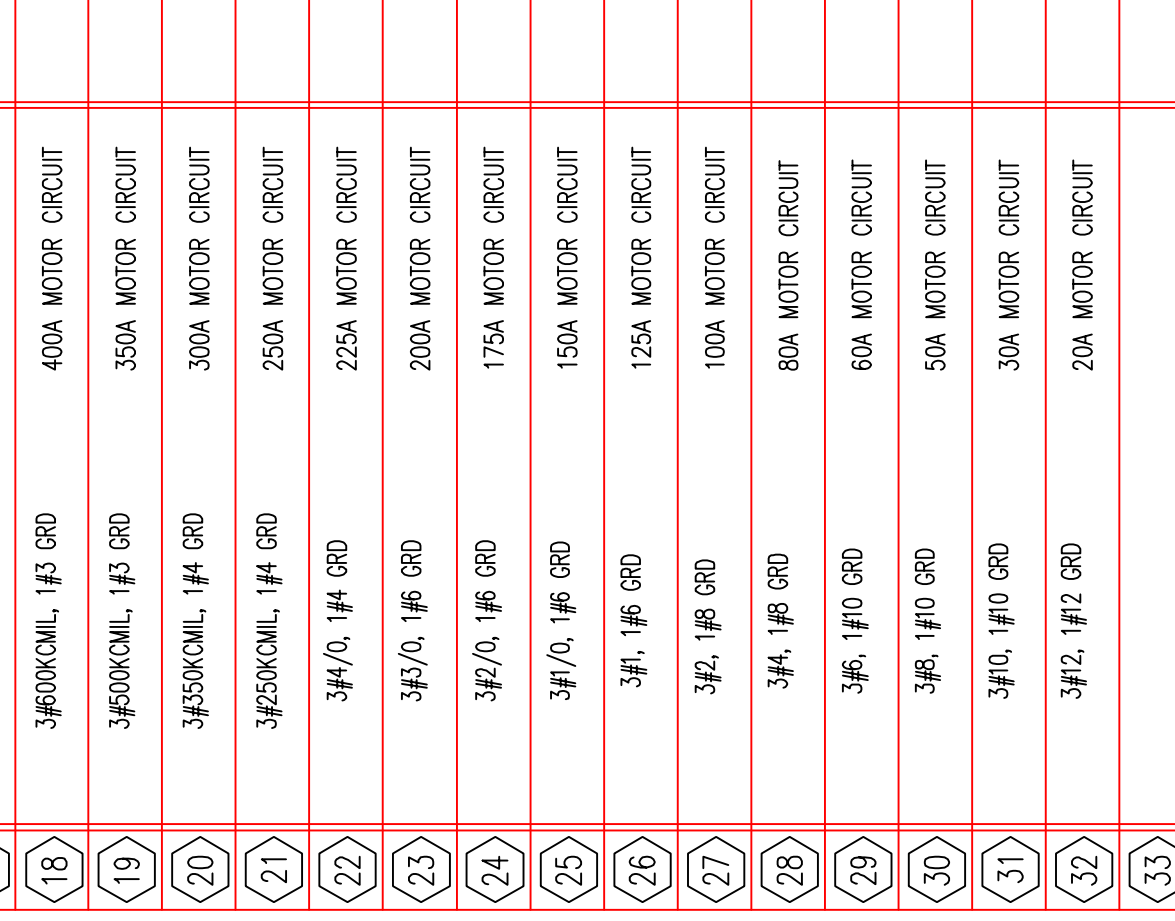 18 3#600KCMIL, 1#3 GRD 400A MOTOR CIRCUIT
19 3#500KCMIL, 1#3 GRD 350A MOTOR CIRCUIT
20 3#350KCMIL, 1#4 GRD 300A MOTOR CIRCUIT
21 3#250KCMIL, 1#4 GRD 250A MOTOR CIRCUIT
22 3#4/0, 1#4 GRD 225A MOTOR CIRCUIT
23 3#3/0, 1#6 GRD 200A MOTOR CIRCUIT
24 3#2/0, 1#6 GRD 175A MOTOR CIRCUIT
25 3#1/0, 1#6 GRD 150A MOTOR CIRCUIT
26 3#1, 1#6 GRD 125A MOTOR CIRCUIT
27 3#2, 1#8 GRD 100A MOTOR CIRCUIT
28 3#4, 1#8 GRD 80A MOTOR CIRCUIT
29 3#6, 1#10 GRD 60A MOTOR CIRCUIT
30 3#8, 1#10 GRD 50A MOTOR CIRCUIT
31 3#10, 1#10 GRD 30A MOTOR CIRCUIT
32 3#12, 1#12 GRD 20A MOTOR CIRCUIT
33